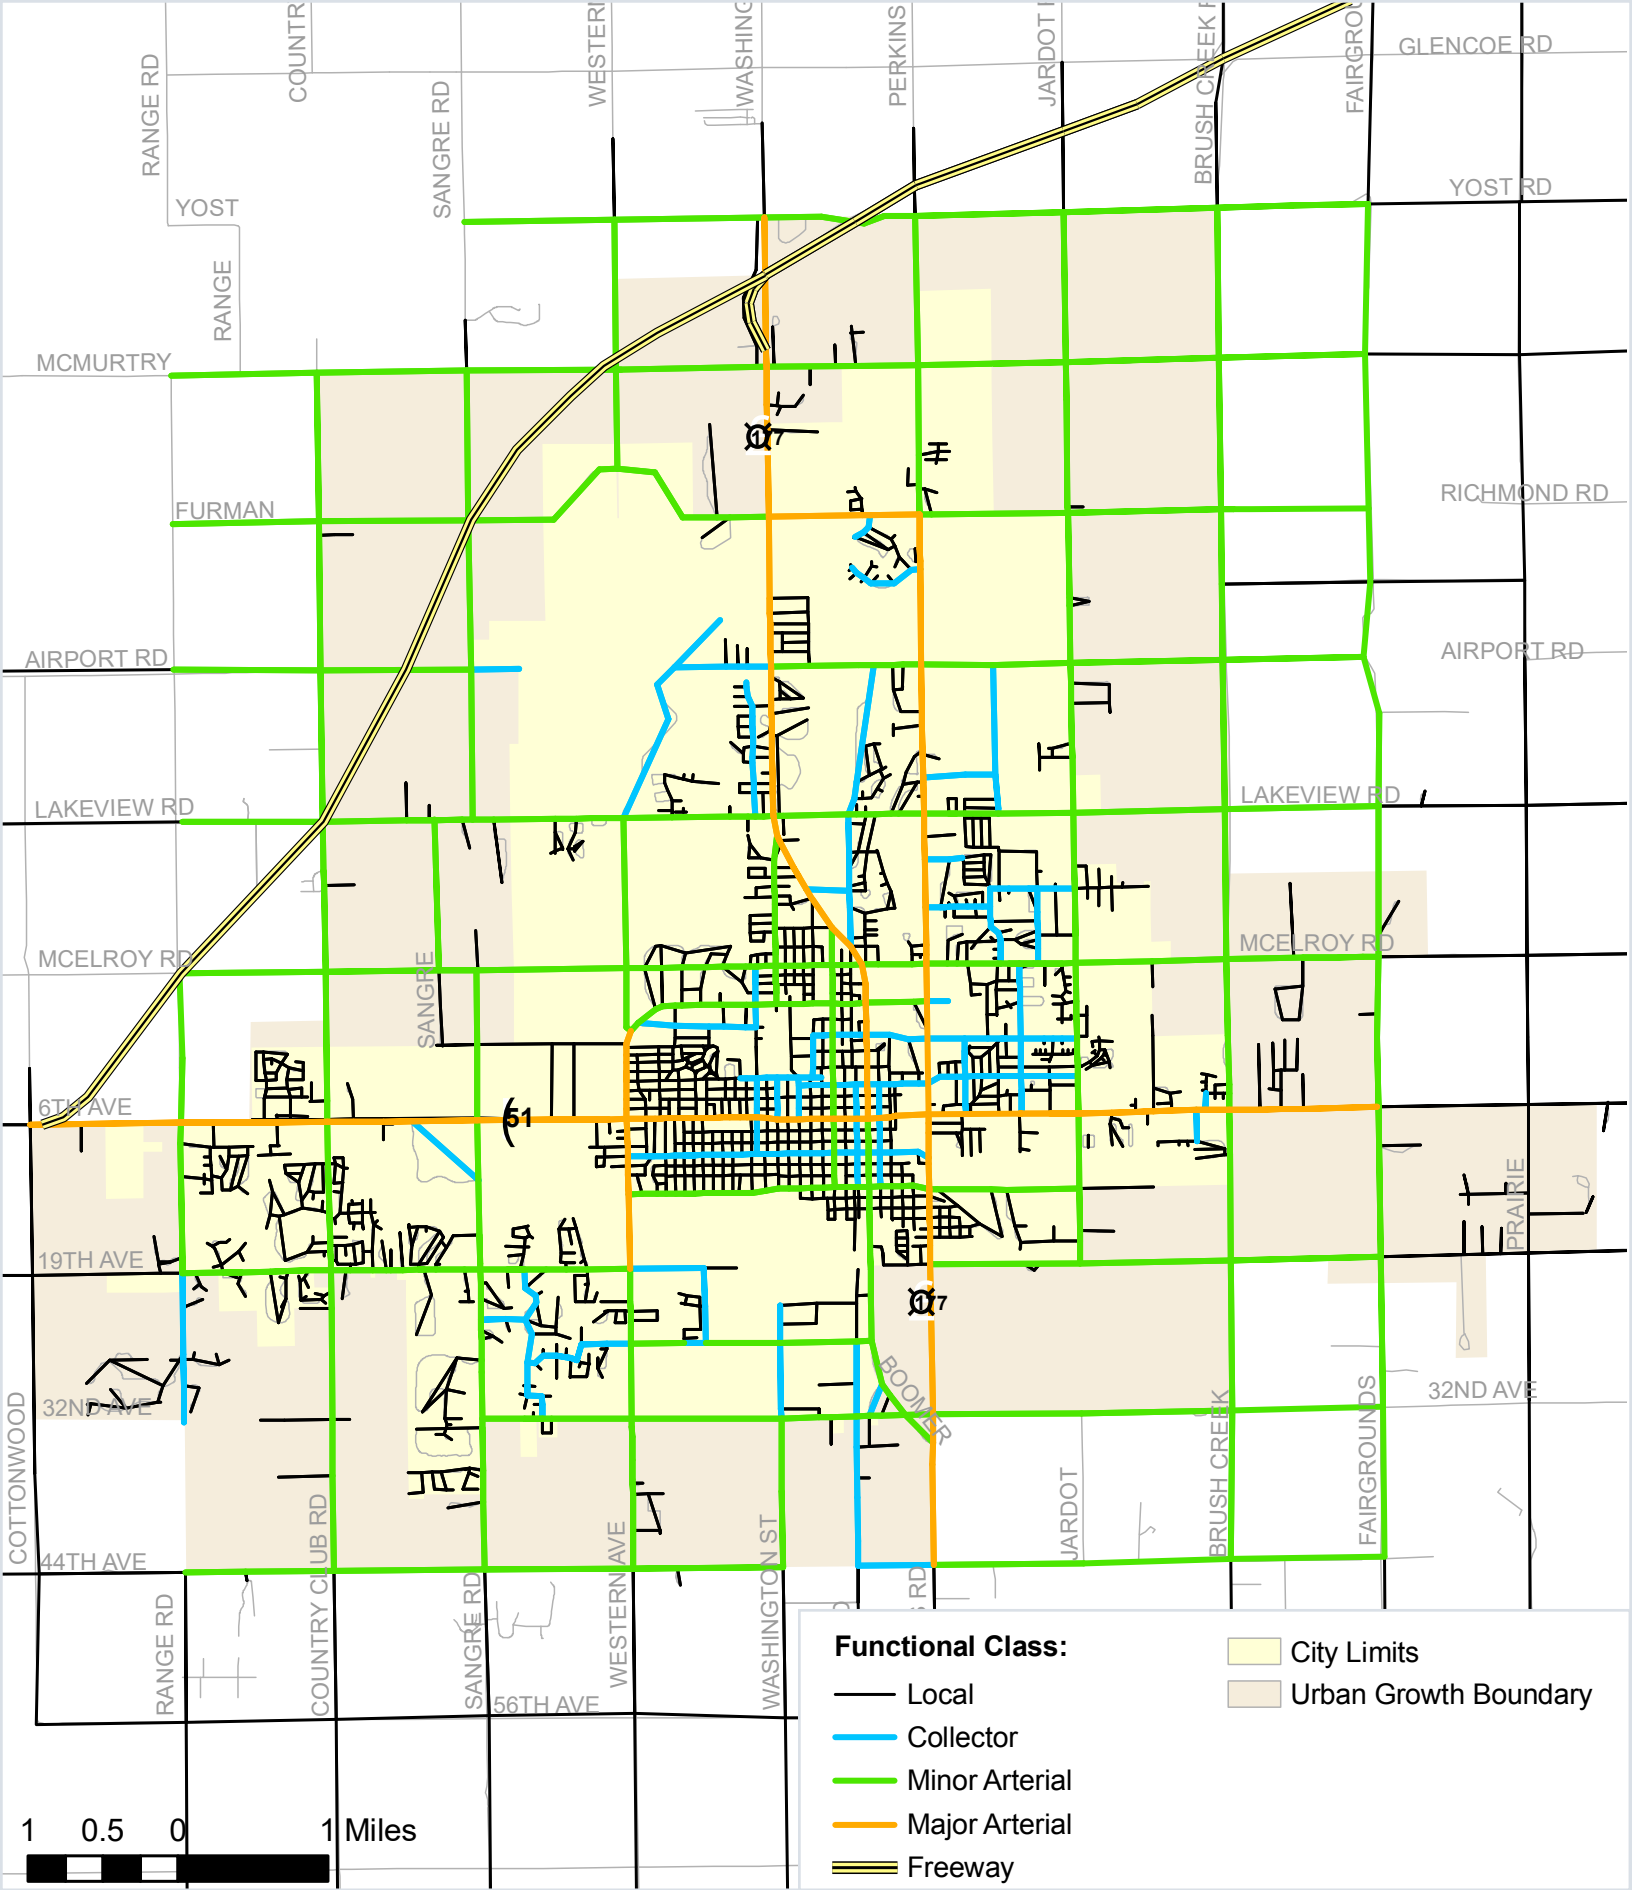 COUNTR
WESTERN
WASHING
PERKINS
JARDOT
BRUSH CREEK
FAIRGROU
GLENCOE RD
RANGE RD
SANGRE RD
YOST
YOST RD
RANGE
MCMURTRY
177
FURMAN
RICHMOND RD
AIRPORT RD
AIRPORT RD
LAKEVIEW RD
LAKEVIEW RD
MCELROY RD
MCELROY RD
SANGRE
6TH AVE
51
PRAIRIE
19TH AVE
177
BOOMER
32ND AVE
32ND AVE
COTTONWOOD
COUNTRY CLUB RD
WESTERN AVE
WASHINGTON ST
JARDOT
BRUSH CREEK
FAIRGROUNDS
44TH AVE
RANGE RD
SANGRE RD
S RD
D
56TH AVE
Functional Class:
Local
Collector
Minor Arterial
Major Arterial
Freeway
City Limits
Urban Growth Boundary
1 0.5 0 1 Miles